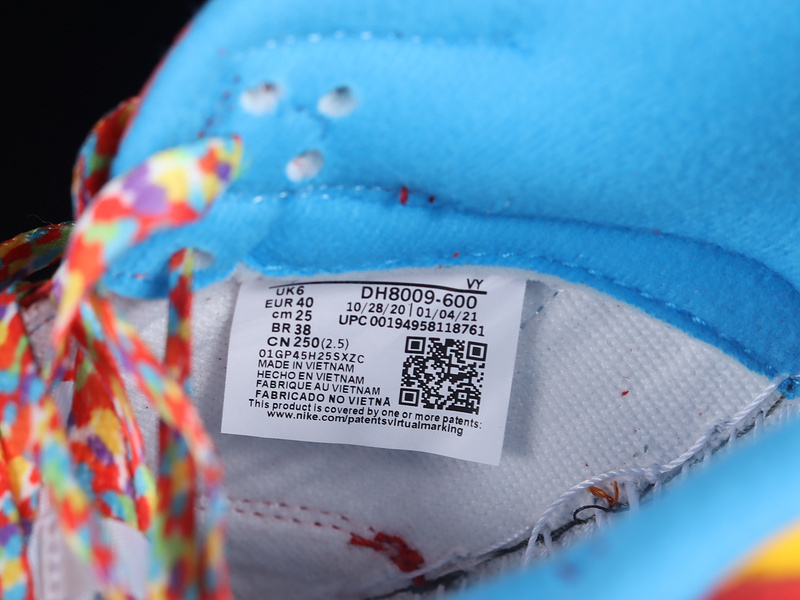 VY
UK6
EUR 40
cm 25
BR 38
CN 250(2.5)
DH8009-600
10/28/20 | 01/04/21
UPC 00194958118761
01GP45H25SXZC
MADE IN VIETNAM
HECHO EN VIETNAM
FABRIQUE AU VIETNAM
FABRICADO NO VIETNA
This product is covered by one or more patents:
www.nike.com/patentsvirtualmarking